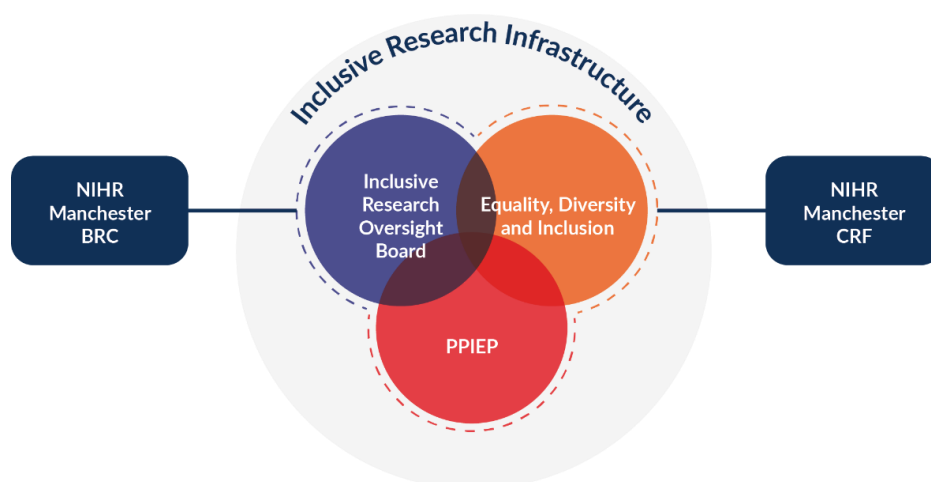 Inclusive Research Infrastructure
NIHR
Manchester
BRC
Inclusive
Research
Oversight
Board
Equality, Diversity
and Inclusion
PPIEP
NIHR
Manchester
CRF